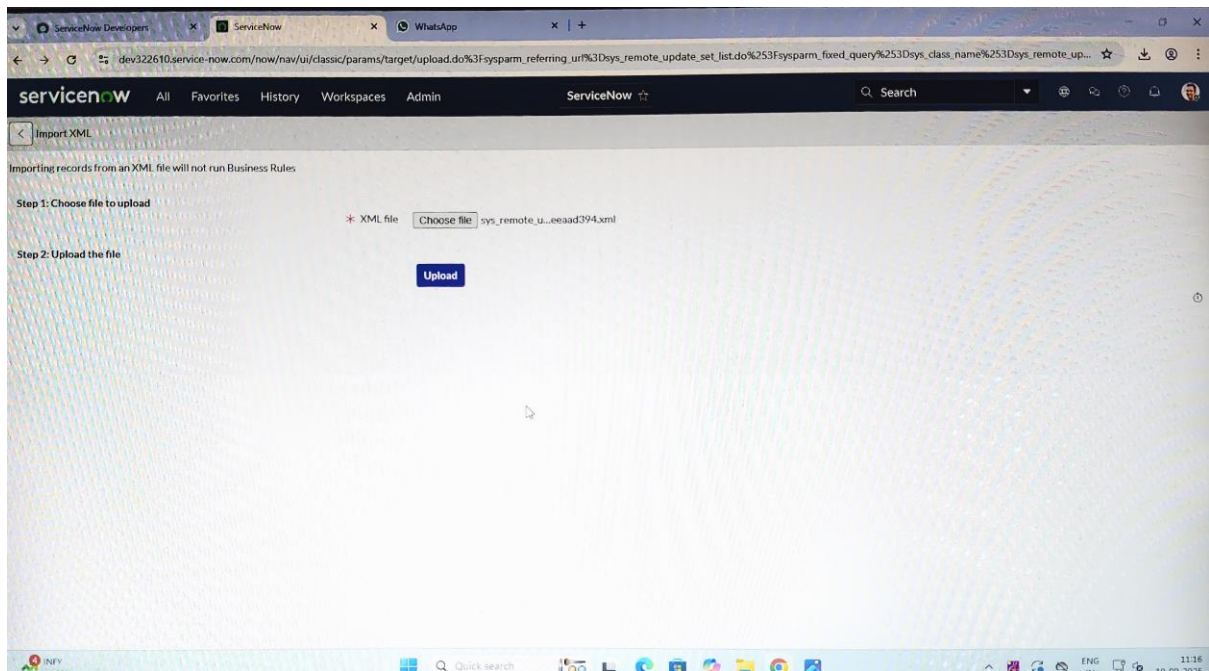 ServiceNow Developers ServiceNow WhatsApp
dev322610.service-now.com/now/nav/ui/classic/params/target/upload.do%3Fsysparm_referring_url%3Dsys_remote_update_set_list.do%253Fsysparm_fixed_query%253Dsys_class_name%253Dsys_remote_up...
servicenow All Favorites History Workspaces Admin ServiceNow Search
Import XML
Importing records from an XML file will not run Business Rules
Step 1: Choose file to upload
* XML file Choose file sys_remote_u...eeaad394.xml
Step 2: Upload the file
Upload
4 INFY Quick search ENG 11:16